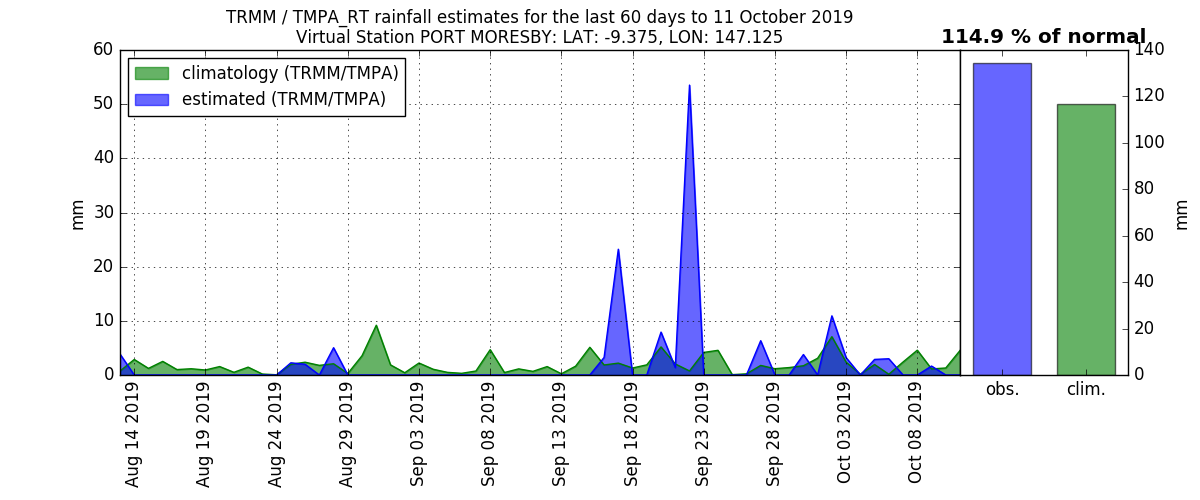 TRMM / TMPA_RT rainfall estimates for the last 60 days to 11 October 2019
Virtual Station PORT MORESBY: LAT: -9.375, LON: 147.125
114.9 % of normal
climatology (TRMM/TMPA)
estimated (TRMM/TMPA)
60
50
40
30
20
10
0
mm
Aug 14 2019
Aug 19 2019
Aug 24 2019
Aug 29 2019
Sep 03 2019
Sep 08 2019
Sep 13 2019
Sep 18 2019
Sep 23 2019
Sep 28 2019
Oct 03 2019
Oct 08 2019
140
120
100
80
60
40
20
0
mm
obs.
clim.